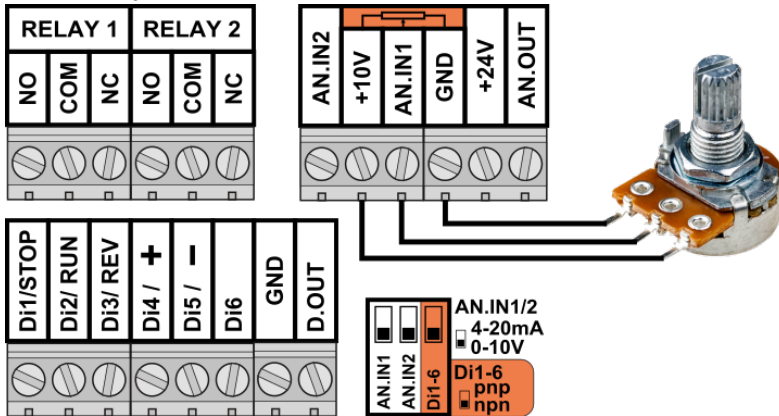 RELAY 1 RELAY 2
NO COM NC NO COM NC
AN.IN2 +10V AN.IN1 GND +24V AN.OUT
Di1/STOP Di2/ RUN Di3/ REV Di4 / + Di5 / − Di6 GND D.OUT
AN.IN1 AN.IN2 Di1-6
AN.IN1/2
4-20mA
0-10V
Di1-6
pnp
npn